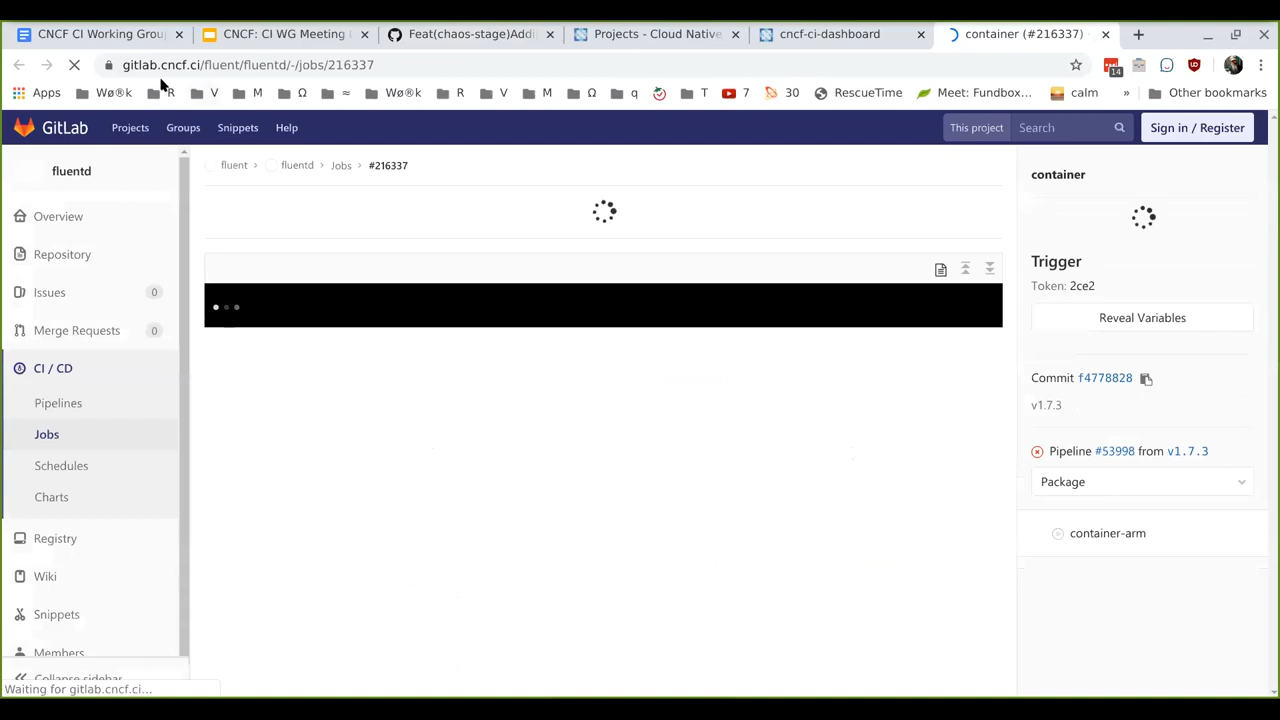 CNCF CI Working Grou
CNCF: CI WG Meeting
Feat(chaos-stage)Addi
Projects - Cloud Native
cncf-ci-dashboard
container (#216337)
gitlab.cncf.ci/fluent/fluentd/-/jobs/216337
14
Apps
Wø®k
R
V
M
Ω
≈
Wø®k
R
V
M
Ω
q
T
7
30
RescueTime
Meet: Fundbox...
calm
»
Other bookmarks
GitLab
Projects
Groups
Snippets
Help
This project
Search
Sign in / Register
fluentd
Overview
Repository
Issues 0
Merge Requests 0
CI / CD
Pipelines
Jobs
Schedules
Charts
Registry
Wiki
Snippets
Members
Collapse sidebar
Waiting for gitlab.cncf.ci...
fluent > fluentd > Jobs > #216337
container
Trigger
Token: 2ce2
Reveal Variables
Commit f4778828
v1.7.3
Pipeline #53998 from v1.7.3
Package
container-arm